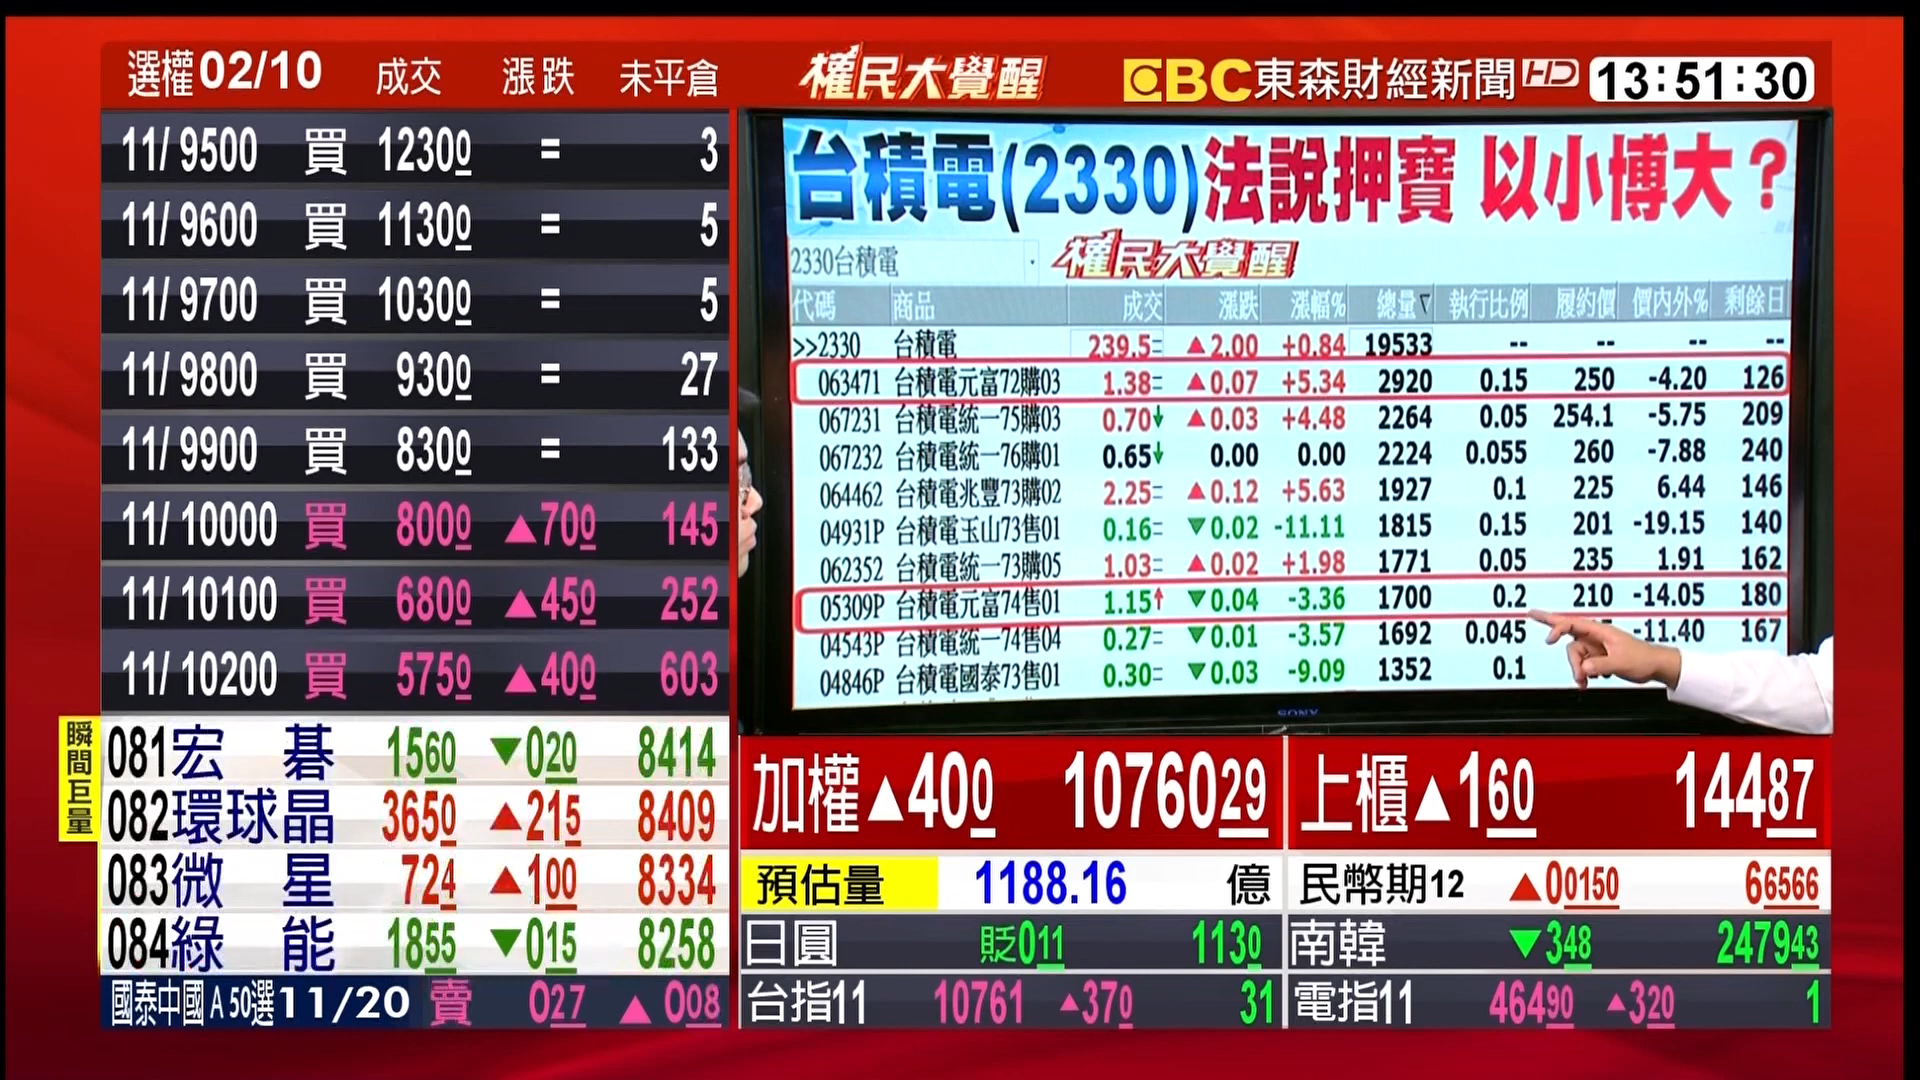 選權02/10 成交 漲跌 未平倉
權民大覺醒
EBC東森財經新聞HD 13:51:30
11/ 9500 買 12300 = 3
11/ 9600 買 11300 = 5
11/ 9700 買 10300 = 5
11/ 9800 買 9300 = 27
11/ 9900 買 8300 = 133
11/ 10000 買 8000 ▲700 145
11/ 10100 買 6800 ▲450 252
11/ 10200 買 5750 ▲400 603
瞬間巨量
081宏碁 1560 ▼020 8414
082環球晶 3650 ▲215 8409
083微星 724 ▲100 8334
084綠能 1855 ▼015 8258
國泰中國A50選11/20 賣 027 ▲008
台積電(2330)法說押寶 以小博大?
2330台積電
權民大覺醒
代碼 商品 成交 漲跌 漲幅% 總量▽ 執行比例 履約價 價內外% 剩餘日
>>2330 台積電 239.5= ▲2.00 +0.84 19533 -- -- -- --
063471 台積電元富72購03 1.38= ▲0.07 +5.34 2920 0.15 250 -4.20 126
067231 台積電統一75購03 0.70↓ ▲0.03 +4.48 2264 0.05 254.1 -5.75 209
067232 台積電統一76購01 0.65↓ 0.00 0.00 2224 0.055 260 -7.88 240
064462 台積電兆豐73購02 2.25= ▲0.12 +5.63 1927 0.1 225 6.44 146
04931P 台積電玉山73售01 0.16= ▼0.02 -11.11 1815 0.15 201 -19.15 140
062352 台積電統一73購05 1.03= ▲0.02 +1.98 1771 0.05 235 1.91 162
05309P 台積電元富74售01 1.15↑ ▼0.04 -3.36 1700 0.2 210 -14.05 180
04543P 台積電統一74售04 0.27= ▼0.01 -3.57 1692 0.045 -11.40 167
04846P 台積電國泰73售01 0.30= ▼0.03 -9.09 1352 0.1
SONY
加權▲400 1076029
上櫃▲160 14487
預估量 1188.16 億
民幣期12 ▲00150 66566
日圓 貶011 1130
南韓 ▼348 247943
台指11 10761 ▲370 31
電指11 46490 ▲320 1